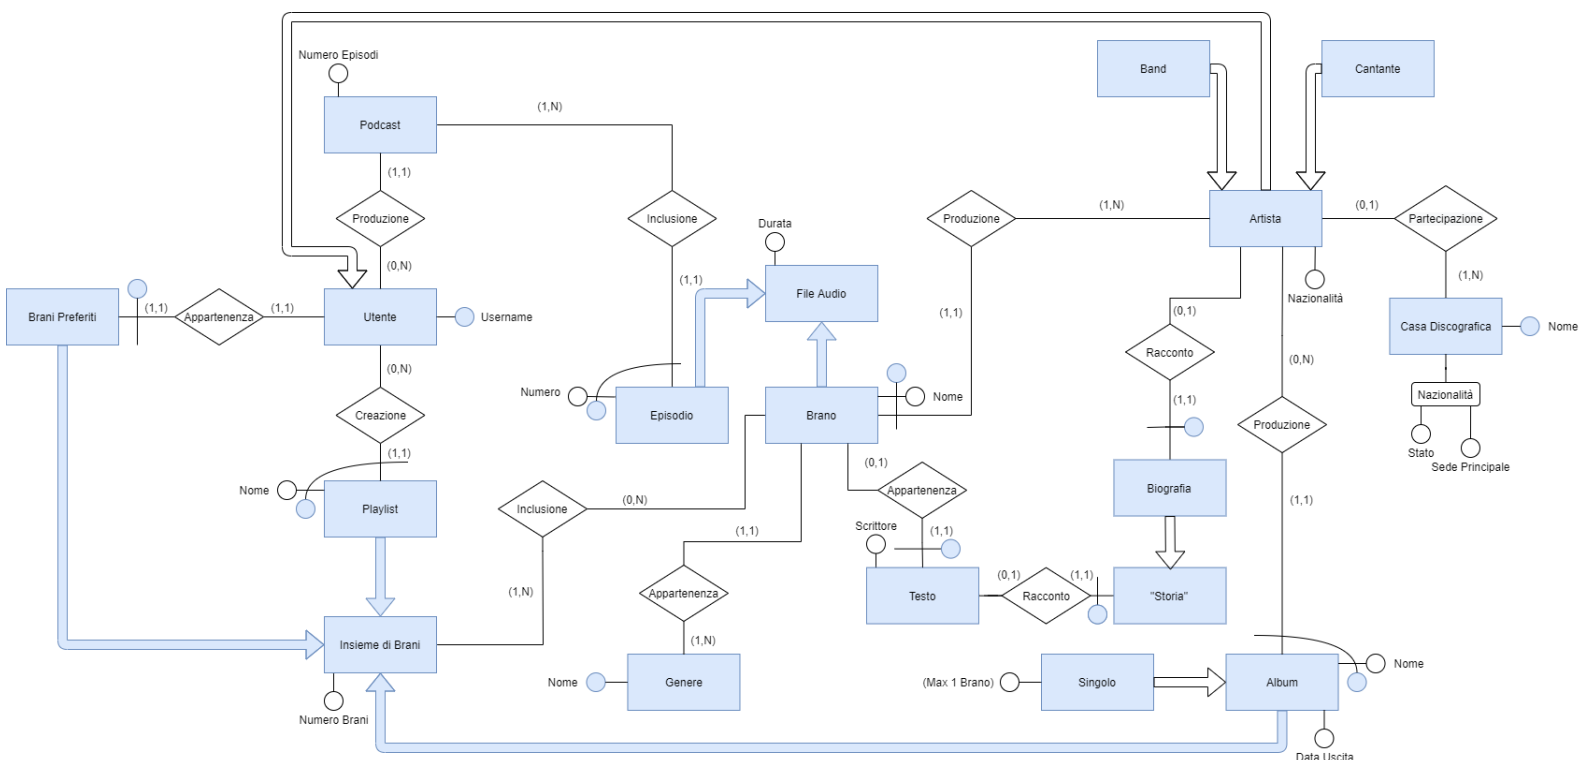 Numero Episodi
Band
Cantante
(1,N)
Podcast
(1,1)
Produzione
Inclusione
Durata
Produzione
(1,N)
Artista
(0,1)
Partecipazione
(0,N)
(1,1)
File Audio
(1,N)
Nazionalità
Brani Preferiti
(1,1)
Appartenenza
(1,1)
Utente
Username
(1,1)
(0,1)
Casa Discografica
Nome
Racconto
(0,N)
(0,N)
Numero
Nome
Nazionalità
Creazione
Episodio
Brano
(1,1)
Produzione
Stato
Sede Principale
(1,1)
(0,1)
Nome
Playlist
Inclusione
(0,N)
Appartenenza
Biografia
(1,1)
Scrittore
(1,1)
(1,1)
(0,1)
(1,1)
(1,N)
Appartenenza
Testo
Racconto
"Storia"
Insieme di Brani
(1,N)
Nome
Nome
Genere
(Max 1 Brano)
Singolo
Album
Numero Brani
Data Uscita